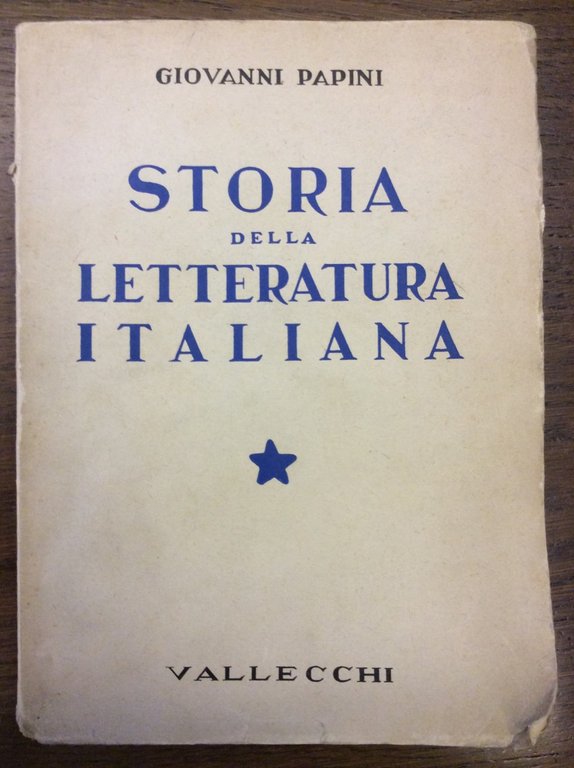 GIOVANNI PAPINI
STORIA
DELLA
LETTERATURA
ITALIANA
VALLECCHI